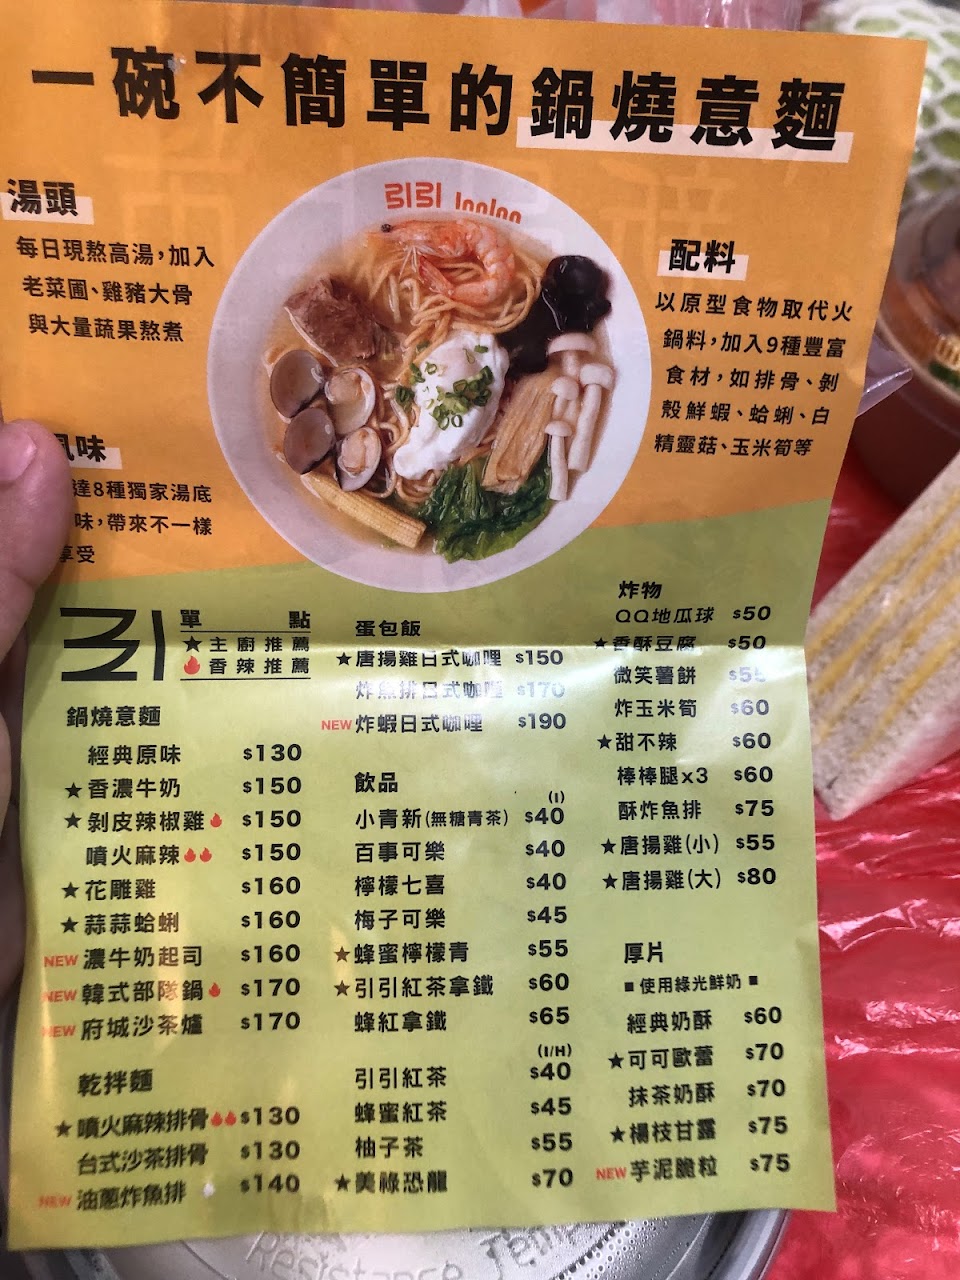 一碗不簡單的鍋燒意麵
湯頭
每日現熬高湯，加入
老菜圃、雞豬大骨
與大量蔬果熬煮
引引 InnInn
配料
以原型食物取代火
鍋料，加入9種豐富
食材，如排骨、剝
殼鮮蝦、蛤蜊、白
精靈菇、玉米筍等
風味
達8種獨家湯底
味，帶來不一樣
享受
引
單點
★主廚推薦
香辣推薦
鍋燒意麵
經典原味 $130
★香濃牛奶 $150
★剝皮辣椒雞 $150
噴火麻辣 $150
★花雕雞 $160
★蒜蒜蛤蜊 $160
NEW 濃牛奶起司 $160
NEW 韓式部隊鍋 $170
NEW 府城沙茶爐 $170
乾拌麵
★噴火麻辣排骨 $130
台式沙茶排骨 $130
NEW 油蔥炸魚排 $140
蛋包飯
★唐揚雞日式咖哩 $150
炸魚排日式咖哩 $170
NEW 炸蝦日式咖哩 $190
飲品
(I)
小青新(無糖青茶) $40
百事可樂 $40
檸檬七喜 $40
梅子可樂 $45
★蜂蜜檸檬青 $55
★引引紅茶拿鐵 $60
蜂紅拿鐵 $65
(I/H)
引引紅茶 $40
蜂蜜紅茶 $45
柚子茶 $55
★美祿恐龍 $70
炸物
QQ地瓜球 $50
★香酥豆腐 $50
微笑薯餅 $55
炸玉米筍 $60
★甜不辣 $60
棒棒腿x3 $60
酥炸魚排 $75
★唐揚雞(小) $55
★唐揚雞(大) $80
厚片
■使用綠光鮮奶■
經典奶酥 $60
★可可歐蕾 $70
抹茶奶酥 $70
★楊枝甘露 $75
NEW 芋泥脆粒 $75
Resistance